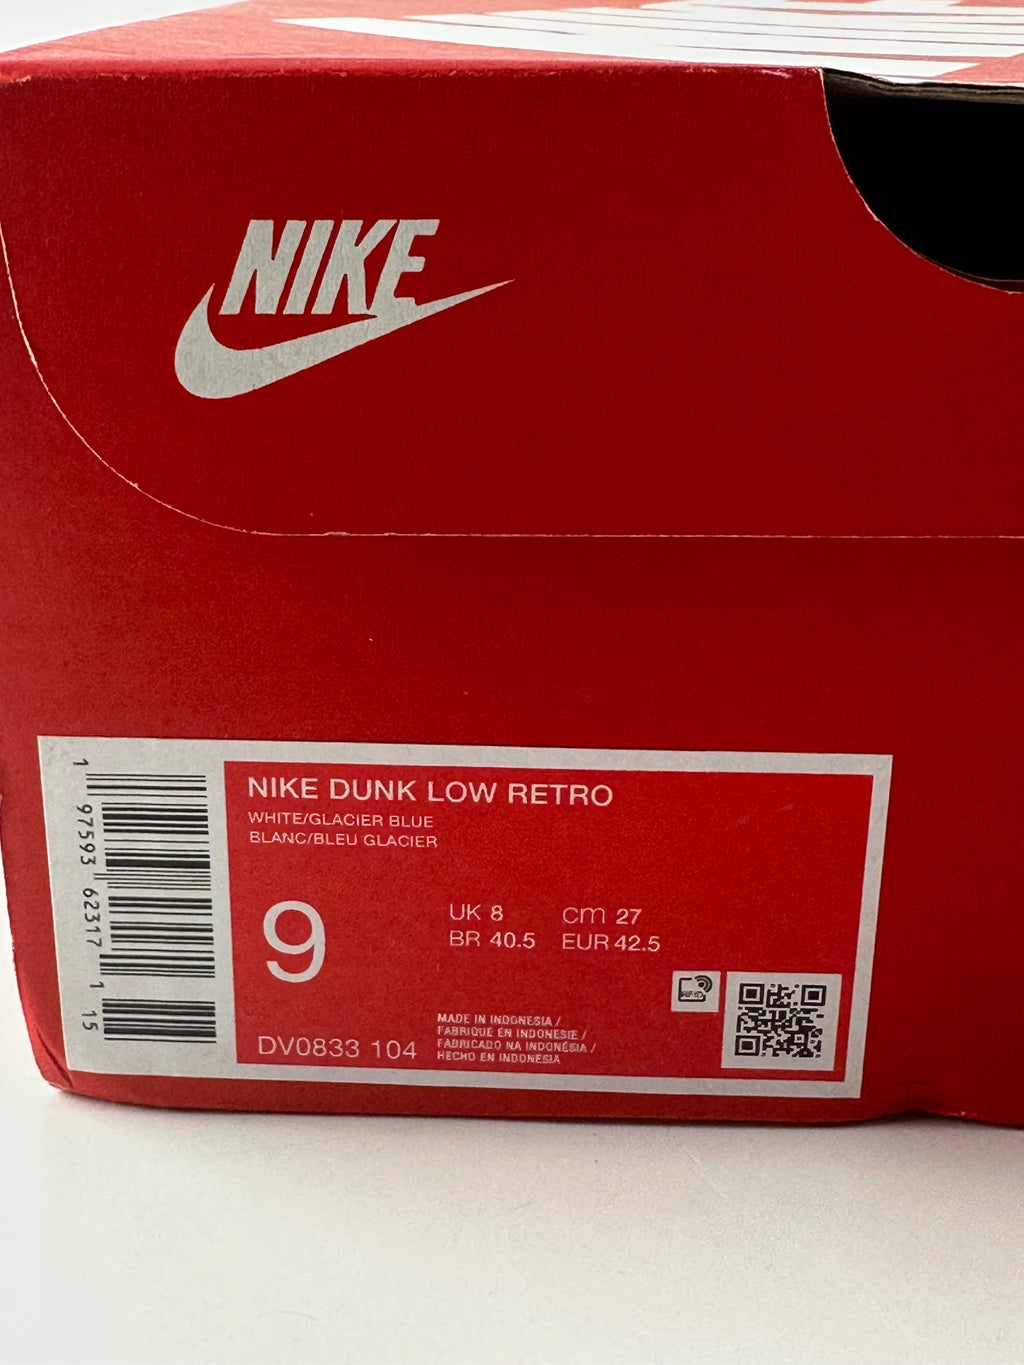 NIKE
1 97593 62317 1 15
NIKE DUNK LOW RETRO
WHITE/GLACIER BLUE
BLANC/BLEU GLACIER
9
UK 8 cm 27
BR 40.5 EUR 42.5
DV0833 104
MADE IN INDONESIA /
FABRIQUE EN INDONESIE /
FABRICADO NA INDONÉSIA /
HECHO EN INDONESIA